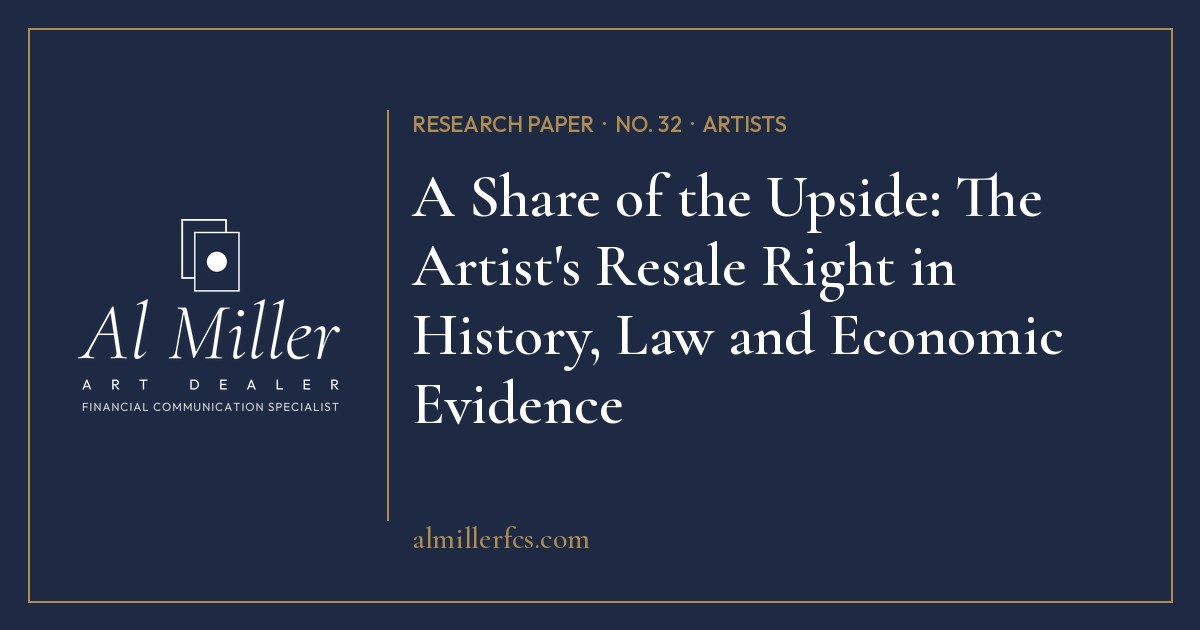 Al Miller
ART DEALER
FINANCIAL COMMUNICATION SPECIALIST
RESEARCH PAPER · NO. 32 · ARTISTS
A Share of the Upside: The
Artist's Resale Right in
History, Law and Economic
Evidence
almillerfcs.com